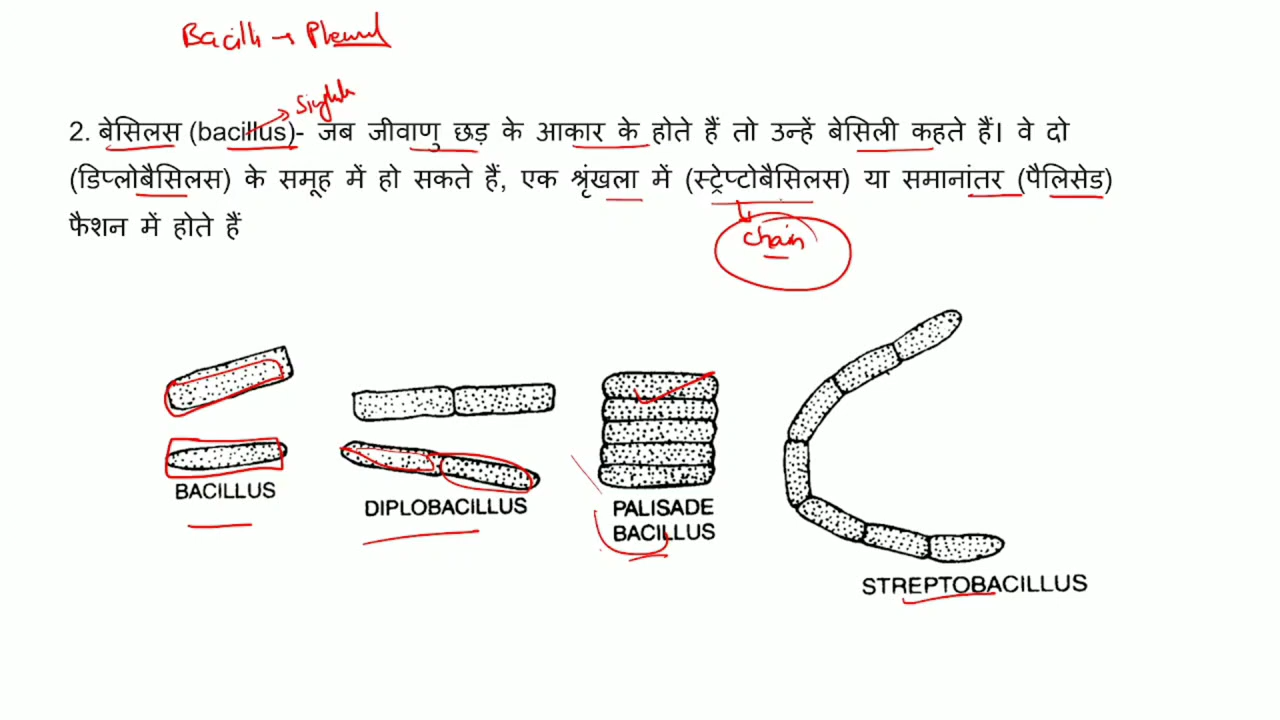 Bacilli → Plural
2. बेसिलस (bacillus)- जब जीवाणु छड़ के आकार के होते हैं तो उन्हें बेसिली कहते हैं। वे दो
(डिप्लोबैसिलस) के समूह में हो सकते हैं, एक श्रृंखला में (स्ट्रेप्टोबैसिलस) या समानांतर (पैलिसेड)
फैशन में होते हैं
chain
BACILLUS
DIPLOBACILLUS
PALISADE
BACILLUS
STREPTOBACILLUS